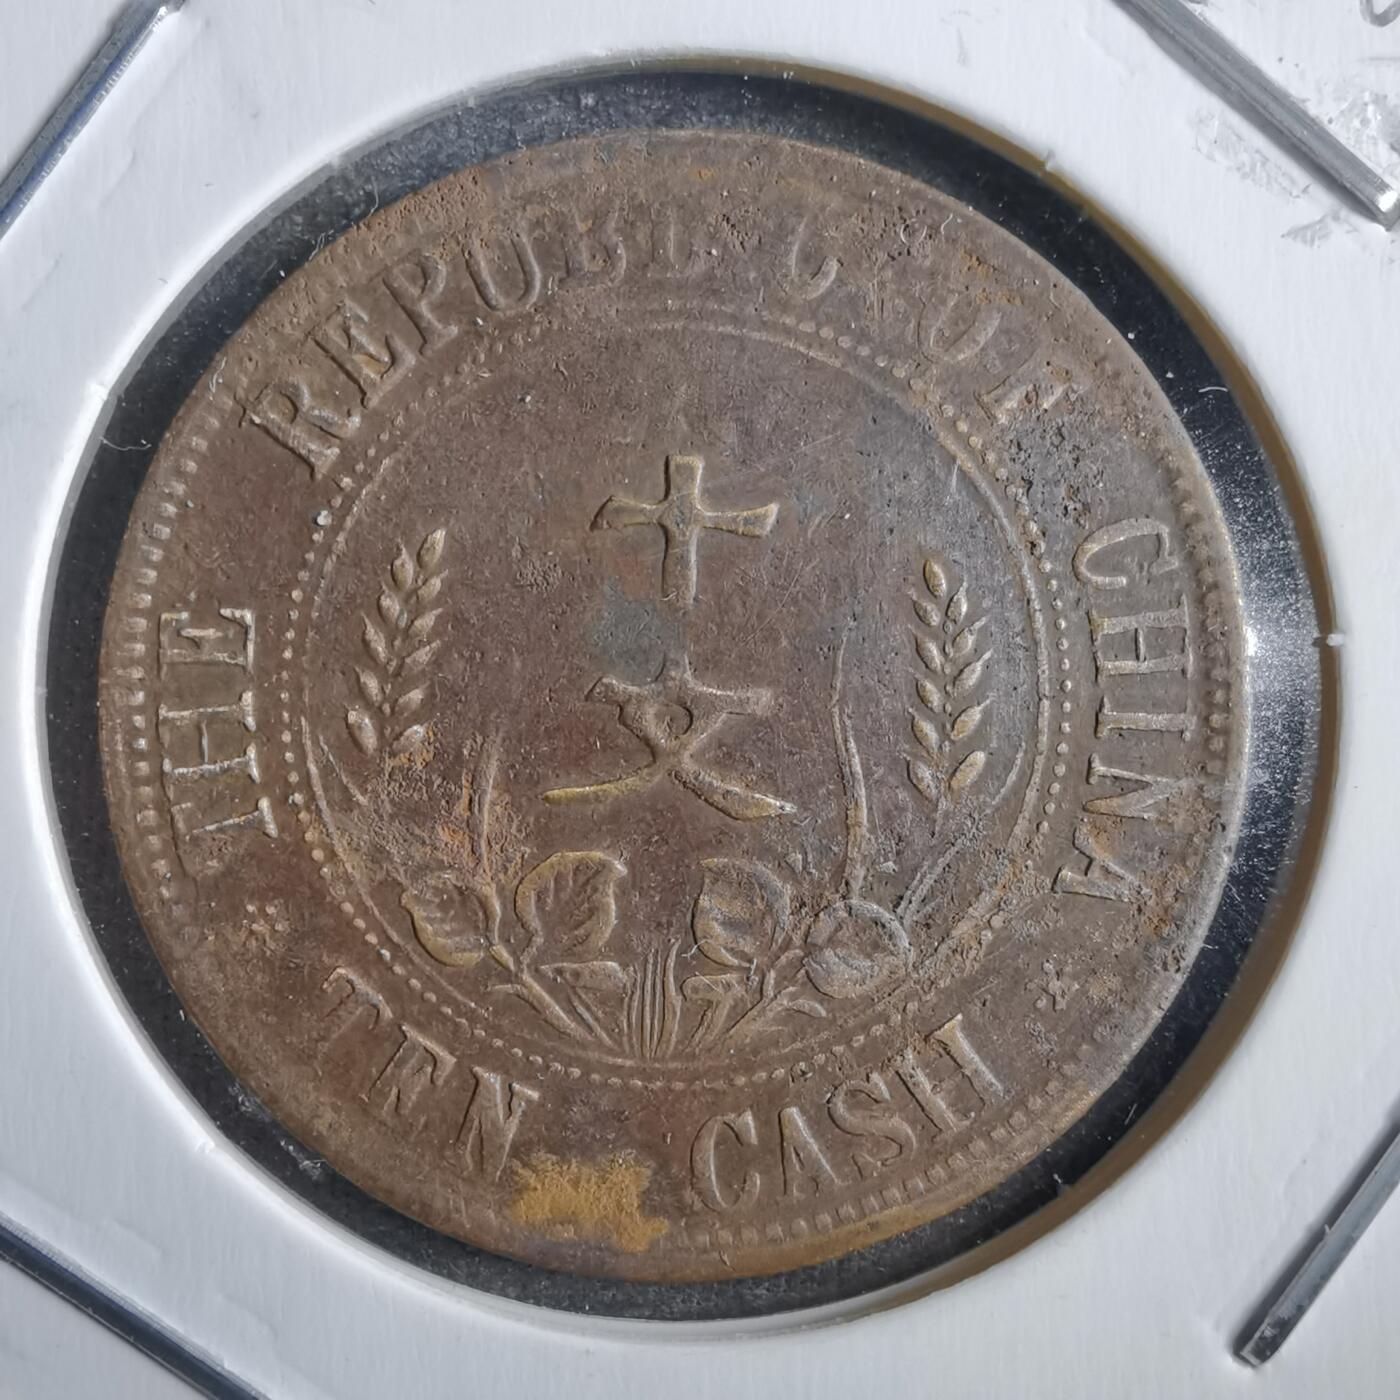 THE REPUBLIC OF CHINA
十
文
TEN CASH